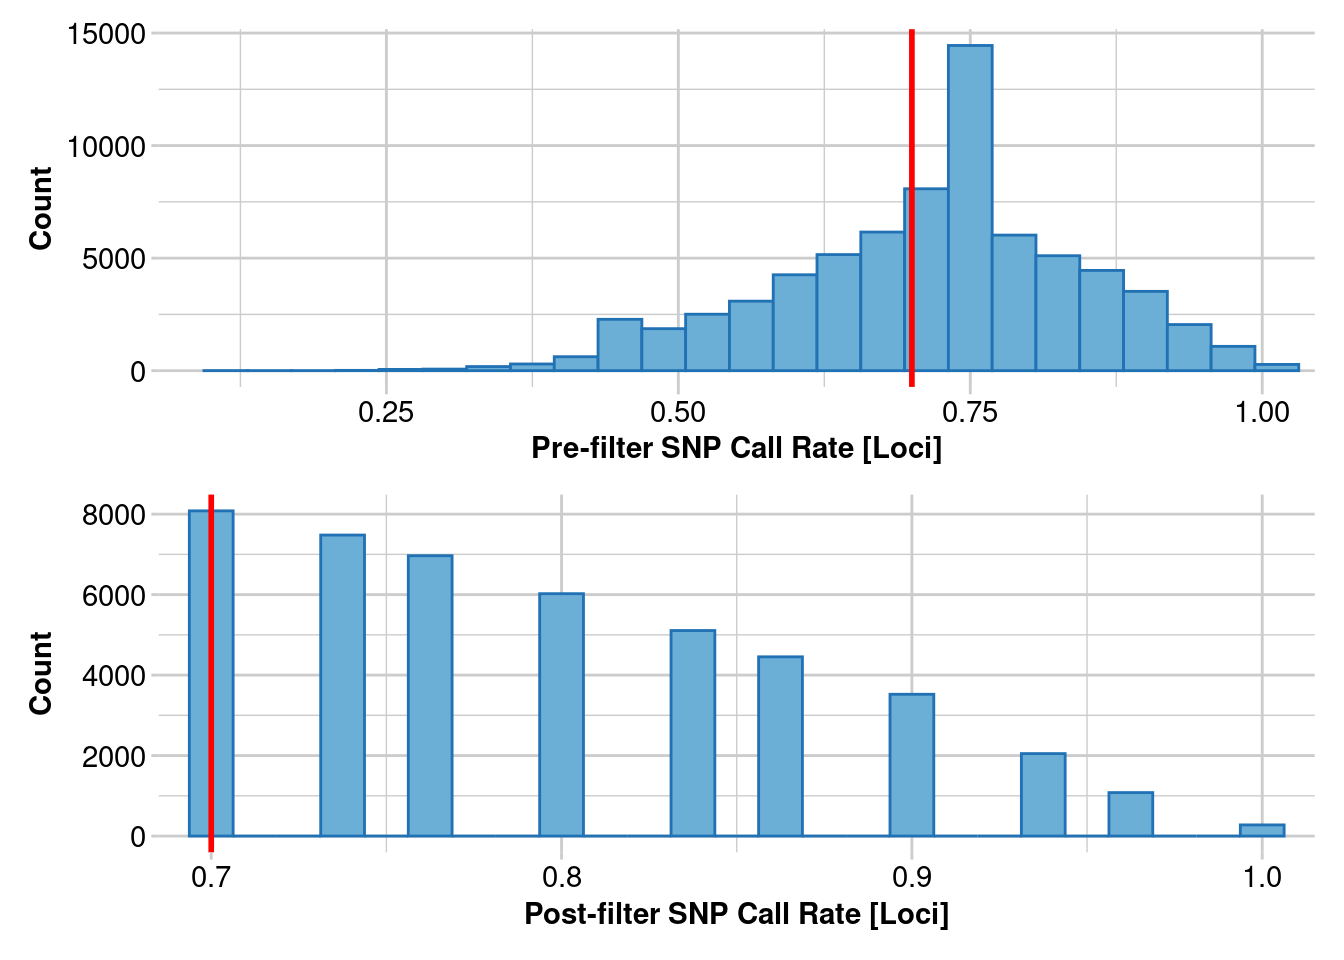 15000
10000
5000
0
Count
0.25 0.50 0.75 1.00
Pre-filter SNP Call Rate [Loci]
8000
6000
4000
2000
0
Count
0.7 0.8 0.9 1.0
Post-filter SNP Call Rate [Loci]